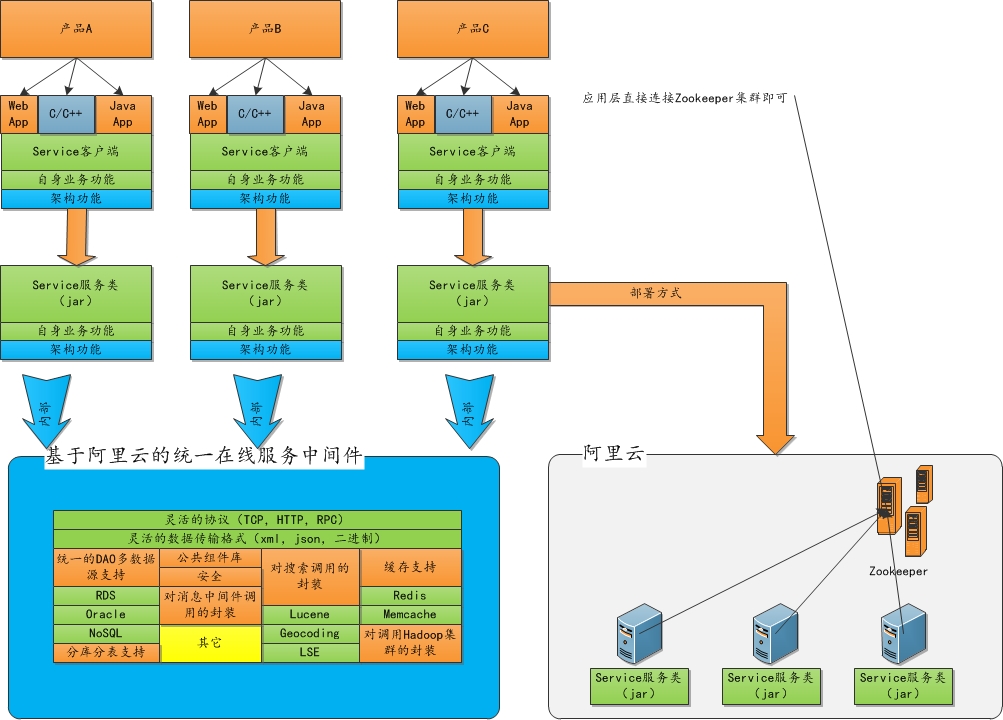 产品A
产品B
产品C
Web
App
C/C++
Java
App
Web
App
C/C++
Java
App
Web
App
C/C++
Java
App
应用层直接连接Zookeeper集群即可
Service客户端
Service客户端
Service客户端
自身业务功能
自身业务功能
自身业务功能
架构功能
架构功能
架构功能
Service服务类
（jar）
Service服务类
（jar）
Service服务类
（jar）
部署方式
自身业务功能
自身业务功能
自身业务功能
架构功能
架构功能
架构功能
内部
内部
内部
基于阿里云的统一在线服务中间件
灵活的协议（TCP, HTTP, RPC）
灵活的数据传输格式（xml, json, 二进制）
统一的DAO多数据
源支持
RDS
Oracle
NoSQL
分库分表支持
公共组件库
安全
对消息中间件调
用的封装
其它
对搜索调用的
封装
Lucene
Geocoding
LSE
缓存支持
Redis
Memcache
对调用Hadoop集
群的封装
阿里云
Zookeeper
Service服务类
（jar）
Service服务类
（jar）
Service服务类
（jar）